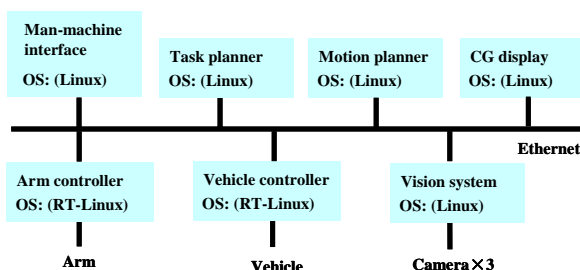 Man-machine
interface
OS: (Linux)
Task planner
OS: (Linux)
Motion planner
OS: (Linux)
CG display
OS: (Linux)
Ethernet
Arm controller
OS: (RT-Linux)
Vehicle controller
OS: (RT-Linux)
Vision system
OS: (Linux)
Arm
Vehicle
Camera×3